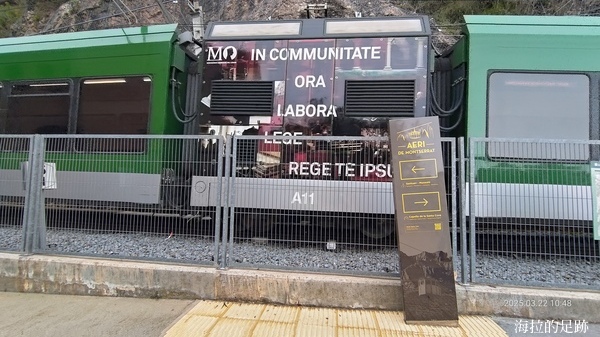 M
IN COMMUNITATE
ORA
LABORA
LEGE
REGE TE IPSU
A11
AERI
DE MONTSERRAT
2025·03·22 10:48
海拉的足跡